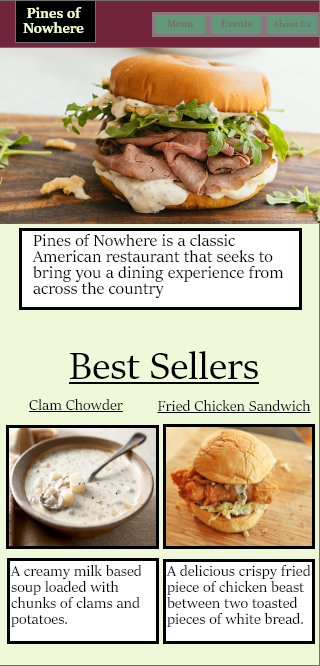 Pines of
Nowhere
Menu
Events
About Us
Pines of Nowhere is a classic
American restaurant that seeks to
bring you a dining experience from
across the country
Best Sellers
Clam Chowder
Fried Chicken Sandwich
A creamy milk based
soup loaded with
chunks of clams and
potatoes.
A delicious crispy fried
piece of chicken beast
between two toasted
pieces of white bread.